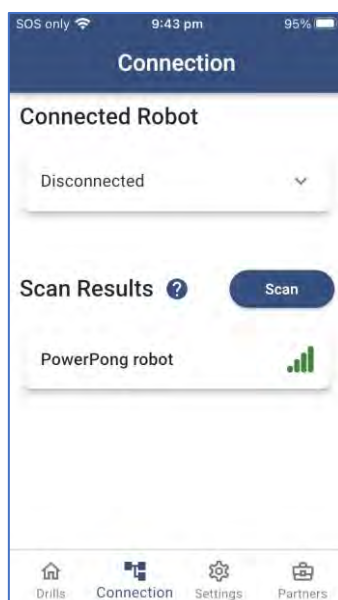 SOS only 9:43 pm 95%
Connection
Connected Robot
Disconnected
Scan Results ? Scan
PowerPong robot
Drills Connection Settings Partners